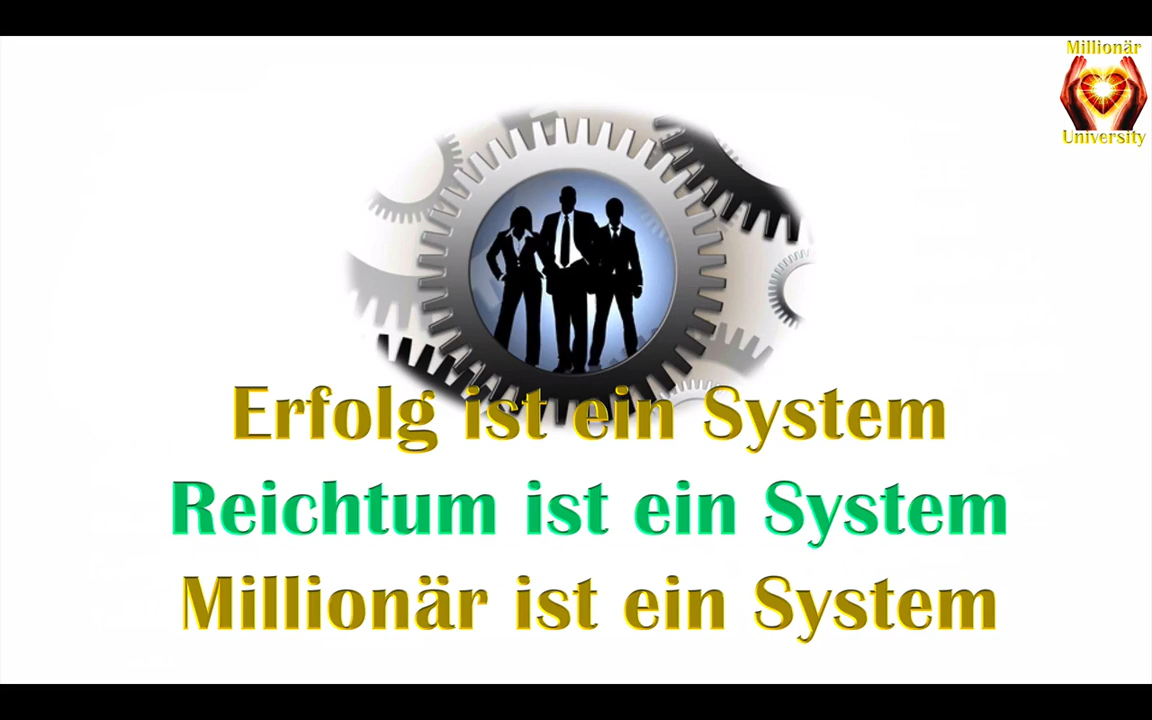 Millionär
University
Erfolg ist ein System
Reichtum ist ein System
Millionär ist ein System